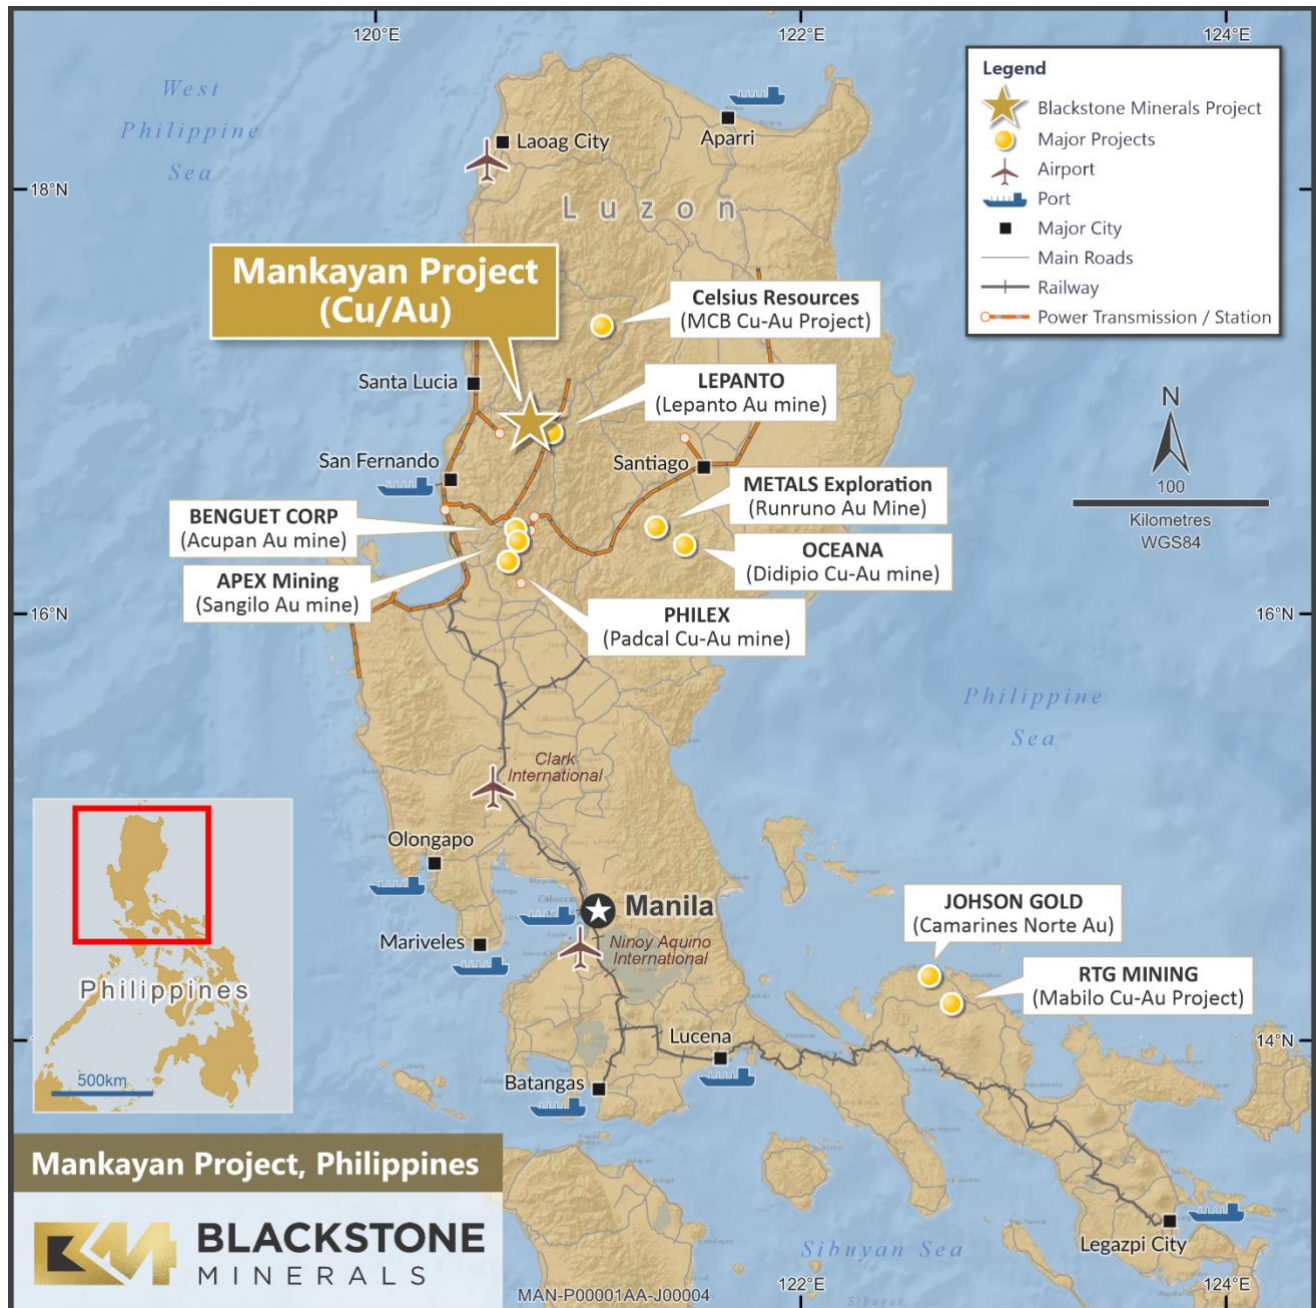 120°E
122°E
124°E
West
Philippine
Sea
Laoag City
Aparri
Legend
Blackstone Minerals Project
Major Projects
Airport
Port
Major City
Main Roads
Railway
Power Transmission / Station
18°N
Luzon
Mankayan Project
(Cu/Au)
Celsius Resources
(MCB Cu-Au Project)
Santa Lucia
LEPANTO
(Lepanto Au mine)
N
100
Kilometres
WGS84
San Fernando
Santiago
METALS Exploration
(Runruno Au Mine)
BENGUET CORP
(Acupan Au mine)
OCEANA
(Didipio Cu-Au mine)
APEX Mining
(Sangilo Au mine)
PHILEX
(Padcal Cu-Au mine)
16°N
16°N
Philippine
Sea
Clark
International
Olongapo
Manila
Mariveles
Ninoy Aquino
International
JOHSON GOLD
(Camarines Norte Au)
RTG MINING
(Mabilo Cu-Au Project)
Philippines
500km
Lucena
14°N
Batangas
Mankayan Project, Philippines
BLACKSTONE
MINERALS
Legazpi City
Sibuyan Sea
MAN-P00001AA-J00004
122°E
124°E